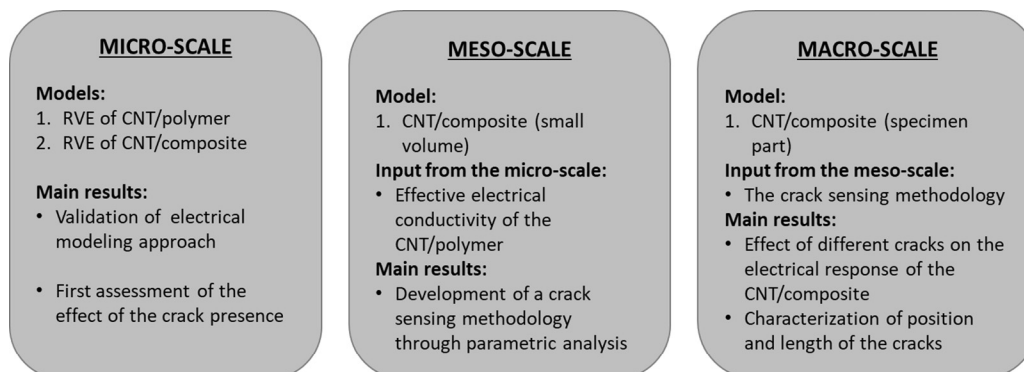 MICRO-SCALE
Models:
1. RVE of CNT/polymer
2. RVE of CNT/composite
Main results:
• Validation of electrical
modeling approach
• First assessment of the
effect of the crack presence
MESO-SCALE
Model:
1. CNT/composite (small
volume)
Input from the micro-scale:
• Effective electrical
conductivity of the
CNT/polymer
Main results:
• Development of a crack
sensing methodology
through parametric analysis
MACRO-SCALE
Model:
1. CNT/composite (specimen
part)
Input from the meso-scale:
• The crack sensing methodology
Main results:
• Effect of different cracks on the
electrical response of the
CNT/composite
• Characterization of position
and length of the cracks